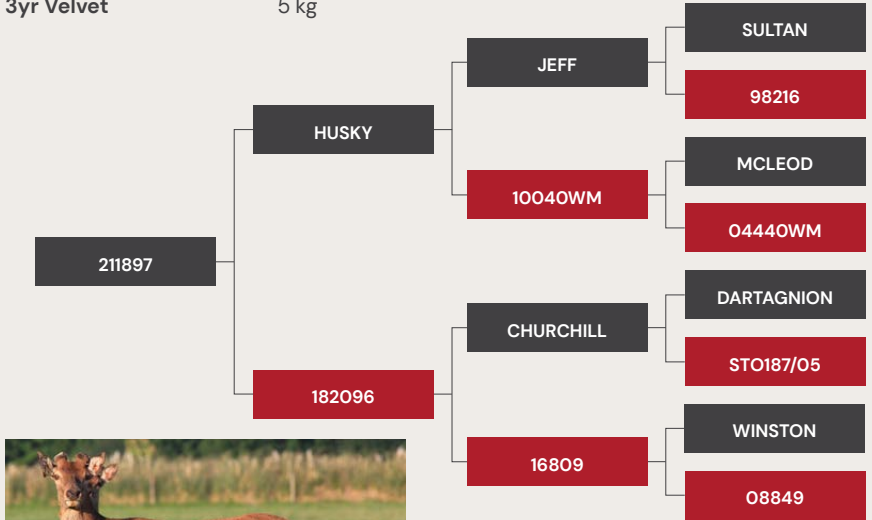 3yr Velvet 5 kg
SULTAN
JEFF
98216
HUSKY
MCLEOD
10040WM
04440WM
211897
DARTAGNION
CHURCHILL
STO187/05
182096
WINSTON
16809
08849